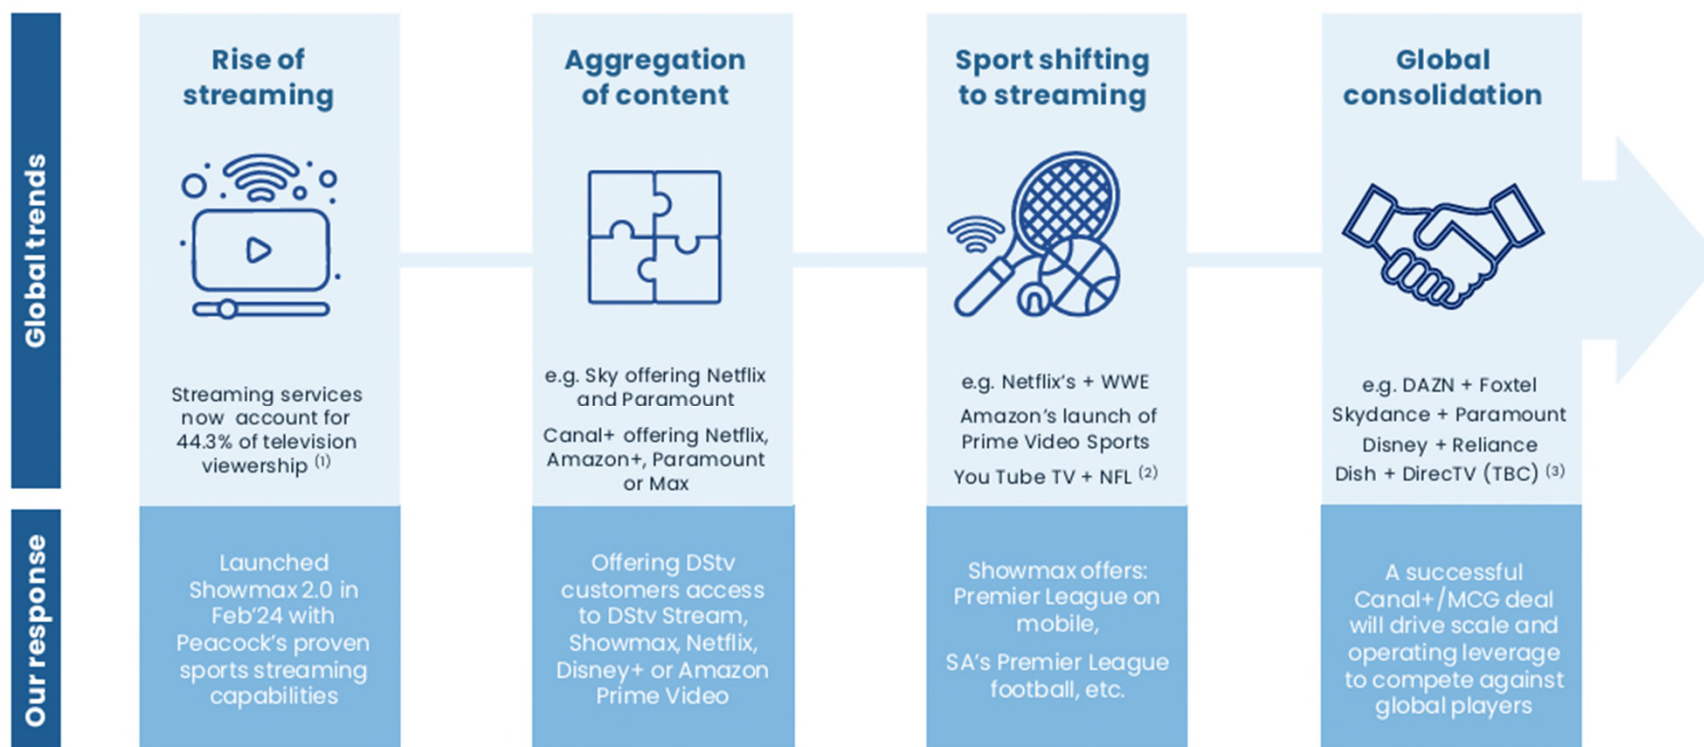 Global trends
Rise of
streaming
Streaming services
now account for
44.3% of television
viewership (1)
Aggregation
of content
e.g. Sky offering Netflix
and Paramount
Canal+ offering Netflix,
Amazon+, Paramount
or Max
Sport shifting
to streaming
e.g. Netflix's + WWE
Amazon's launch of
Prime Video Sports
You Tube TV + NFL (2)
Global
consolidation
e.g. DAZN + Foxtel
Skydance + Paramount
Disney + Reliance
Dish + DirecTV (TBC) (3)
Our response
Launched
Showmax 2.0 in
Feb'24 with
Peacock's proven
sports streaming
capabilities
Offering DStv
customers access
to DStv Stream,
Showmax, Netflix,
Disney+ or Amazon
Prime Video
Showmax offers:
Premier League on
mobile,
SA's Premier League
football, etc.
A successful
Canal+/MCG deal
will drive scale and
operating leverage
to compete against
global players